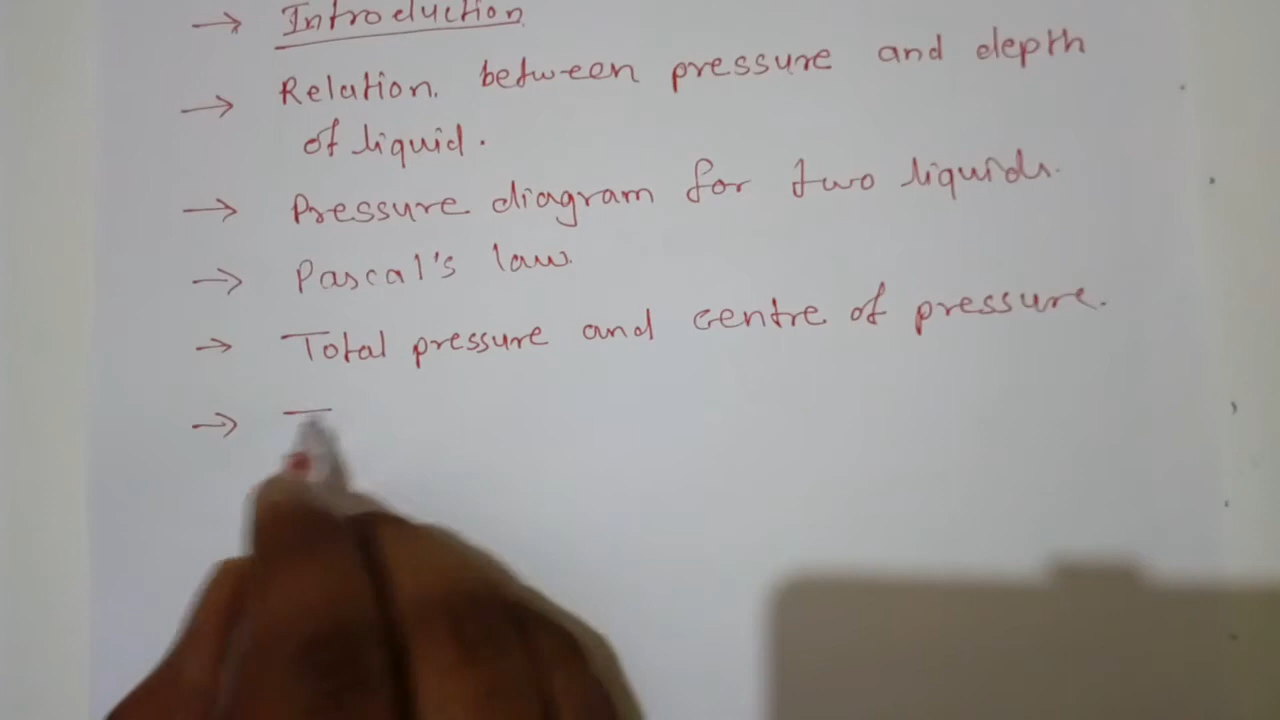 → Introduction
→ Relation between pressure and depth
of liquid.
→ Pressure diagram for two liquids.
→ Pascal's law.
→ Total pressure and centre of pressure.
→ T